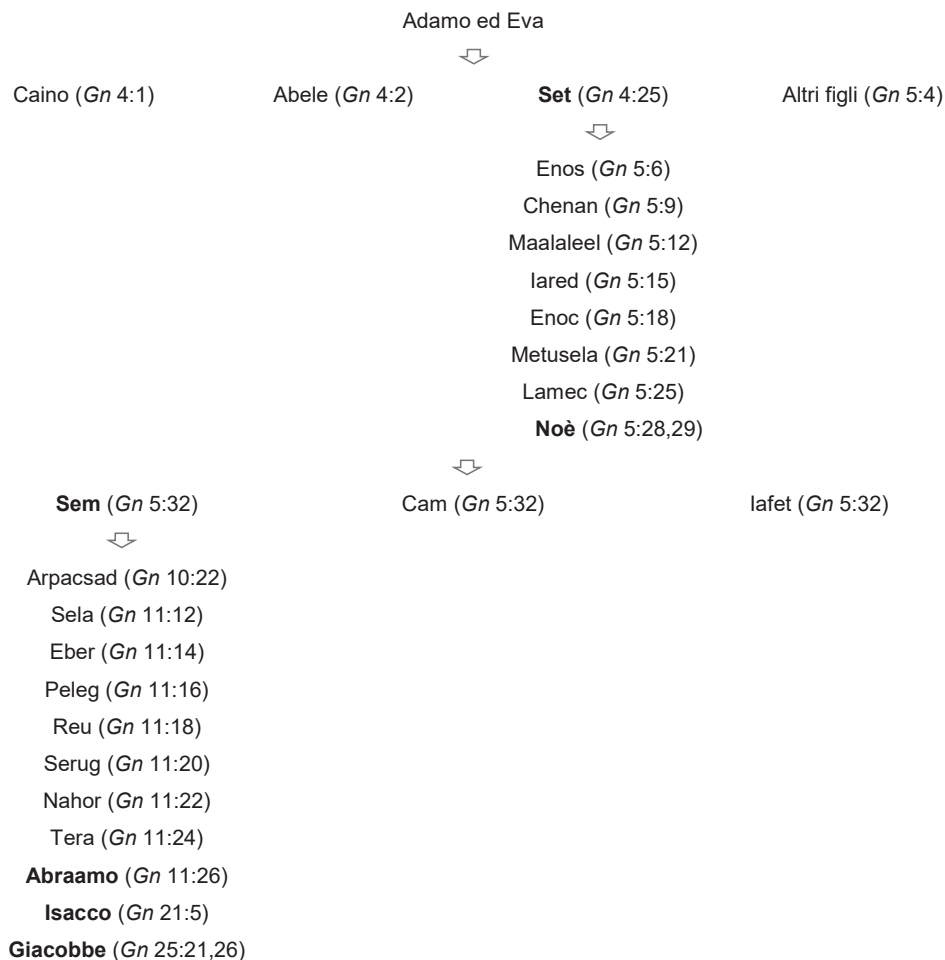 Adamo ed Eva
Caino (Gn 4:1) Abele (Gn 4:2) Set (Gn 4:25) Altri figli (Gn 5:4)
Enos (Gn 5:6)
Chenan (Gn 5:9)
Maalaleel (Gn 5:12)
Iared (Gn 5:15)
Enoc (Gn 5:18)
Metusela (Gn 5:21)
Lamec (Gn 5:25)
Noè (Gn 5:28,29)
Sem (Gn 5:32) Cam (Gn 5:32) Iafet (Gn 5:32)
Arpacsad (Gn 10:22)
Sela (Gn 11:12)
Eber (Gn 11:14)
Peleg (Gn 11:16)
Reu (Gn 11:18)
Serug (Gn 11:20)
Nahor (Gn 11:22)
Tera (Gn 11:24)
Abraamo (Gn 11:26)
Isacco (Gn 21:5)
Giacobbe (Gn 25:21,26)